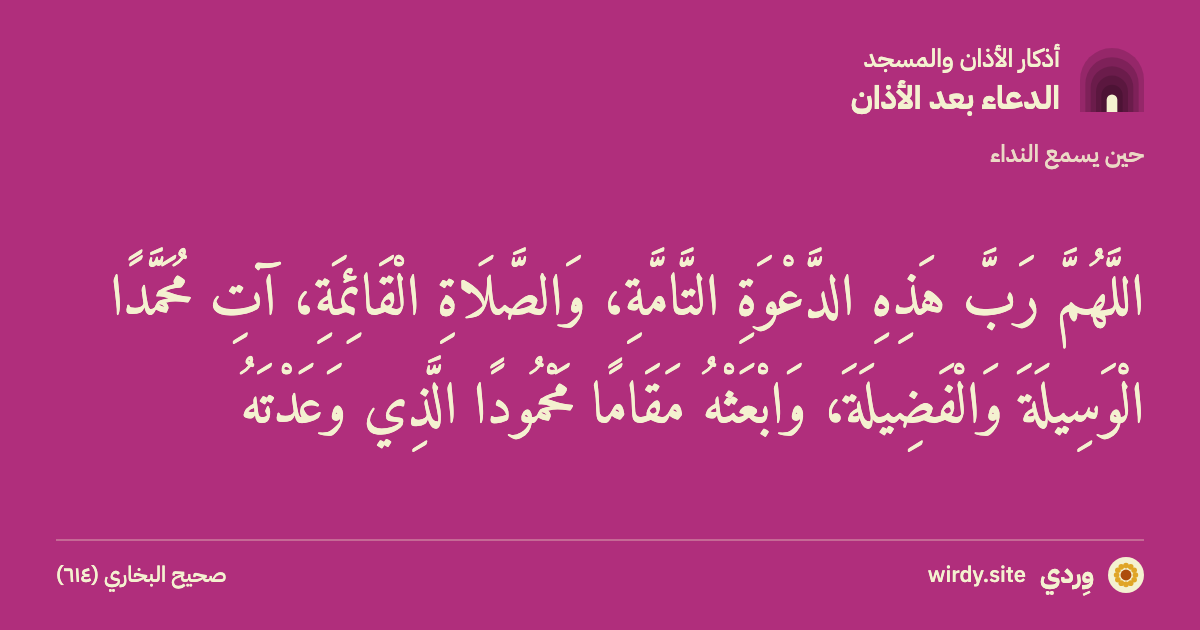 أذكار الأذان والمسجد
الدعاء بعد الأذان
حين يسمع النداء
اللَّهُمَّ رَبَّ هَذِهِ الدَّعْوَةِ التَّامَّةِ، وَالصَّلَاةِ الْقَائِمَةِ، آتِ مُحَمَّدًا
الْوَسِيلَةَ وَالْفَضِيلَةَ، وَابْعَثْهُ مَقَامًا مَحْمُودًا الَّذِي وَعَدْتَهُ
وِردي wirdy.site
صحيح البخاري (٦١٤)